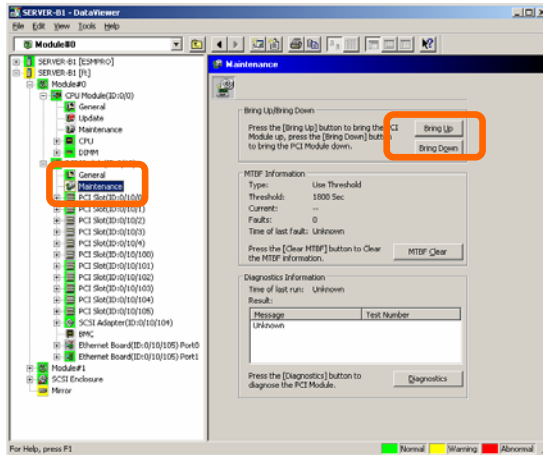 SERVER-B1 - DataViewer
File Edit View Tools Help
Module#0
SERVER-B1 [ESMPRO]
SERVER-B1 [ft]
Module#0
CPU Module(ID:0/0)
General
Update
Maintenance
CPU
DIMM
General
Maintenance
PCI Slot(ID:0/10/0)
PCI Slot(ID:0/10/1)
PCI Slot(ID:0/10/2)
PCI Slot(ID:0/10/3)
PCI Slot(ID:0/10/4)
PCI Slot(ID:0/10/100)
PCI Slot(ID:0/10/101)
PCI Slot(ID:0/10/102)
PCI Slot(ID:0/10/103)
PCI Slot(ID:0/10/104)
PCI Slot(ID:0/10/105)
SCSI Adapter(ID:0/10/104)
BMC
Ethernet Board(ID:0/10/105) Port0
Ethernet Board(ID:0/10/105) Port1
Module#1
SCSI Enclosure
Mirror
Maintenance
Bring Up/Bring Down
Press the [Bring Up] button to bring the PCI
Module up, press the [Bring Down] button
to bring the PCI Module down.
Bring Up
Bring Down
MTBF Information
Type: Use Threshold
Threshold: 1800 Sec
Current: --
Faults: 0
Time of last fault: Unknown
Press the [Clear MTBF] button to Clear
the MTBF information.
MTBF Clear
Diagnostics Information
Time of last run: Unknown
Result:
Message Test Number
Unknown
Press the [Diagnostics] button to
diagnose the PCI Module.
Diagnostics
For Help, press F1
Normal Warning Abnormal